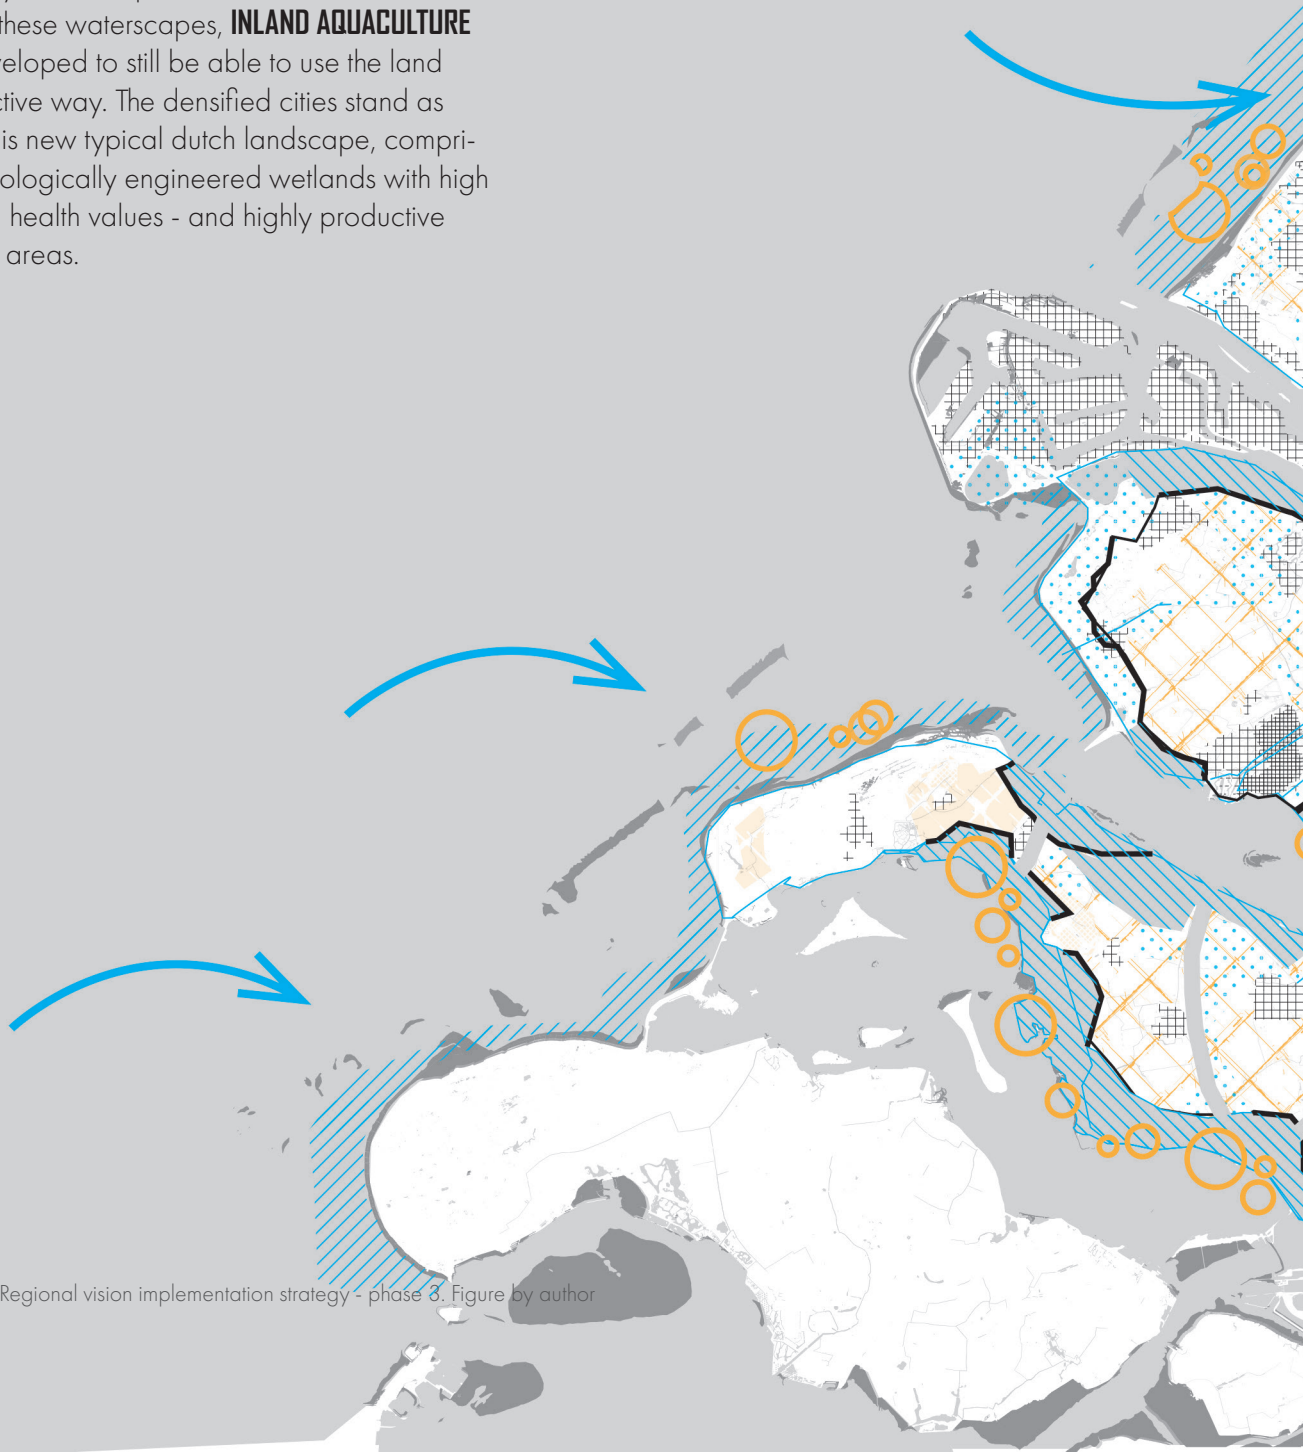 these waterscapes, INLAND AQUACULTURE
veloped to still be able to use the land
ctive way. The densified cities stand as
is new typical dutch landscape, compri-
ologically engineered wetlands with high
health values - and highly productive
areas.
Regional vision implementation strategy - phase 3. Figure by author